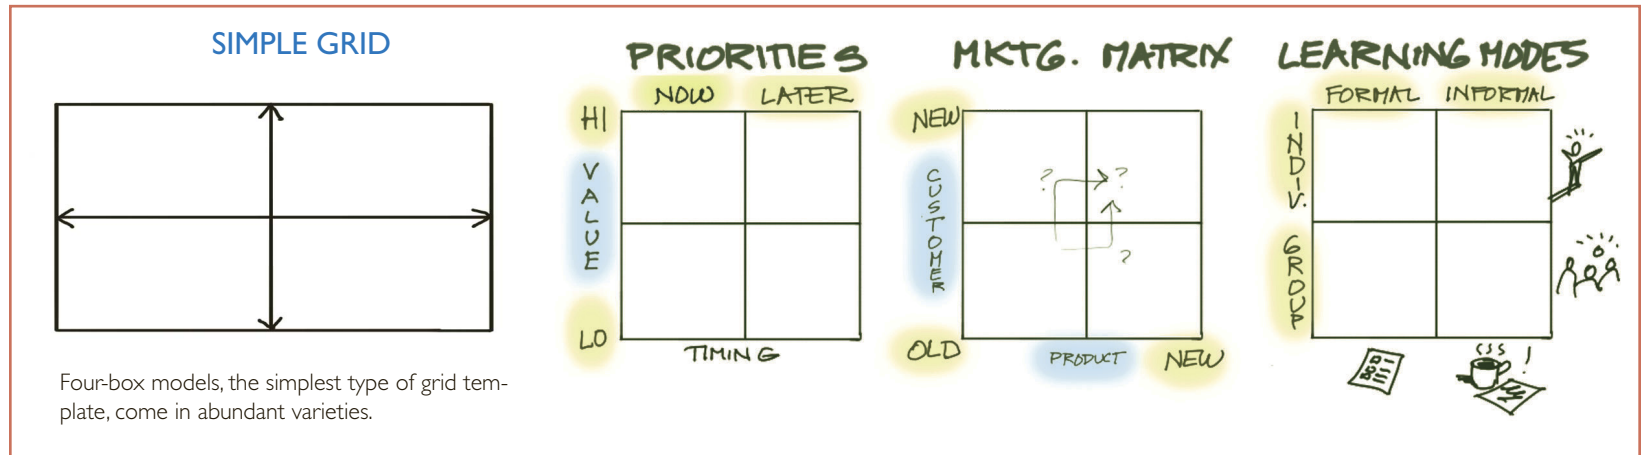 SIMPLE GRID
Four-box models, the simplest type of grid tem-
plate, come in abundant varieties.
PRIORITIES
NOW LATER
HI
VALUE
LO
TIMING
MKTG. MATRIX
NEW
CUSTOMER
? ?
?
OLD PRODUCT NEW
LEARNING MODES
FORMAL INFORMAL
INDIV.
GROUP
!